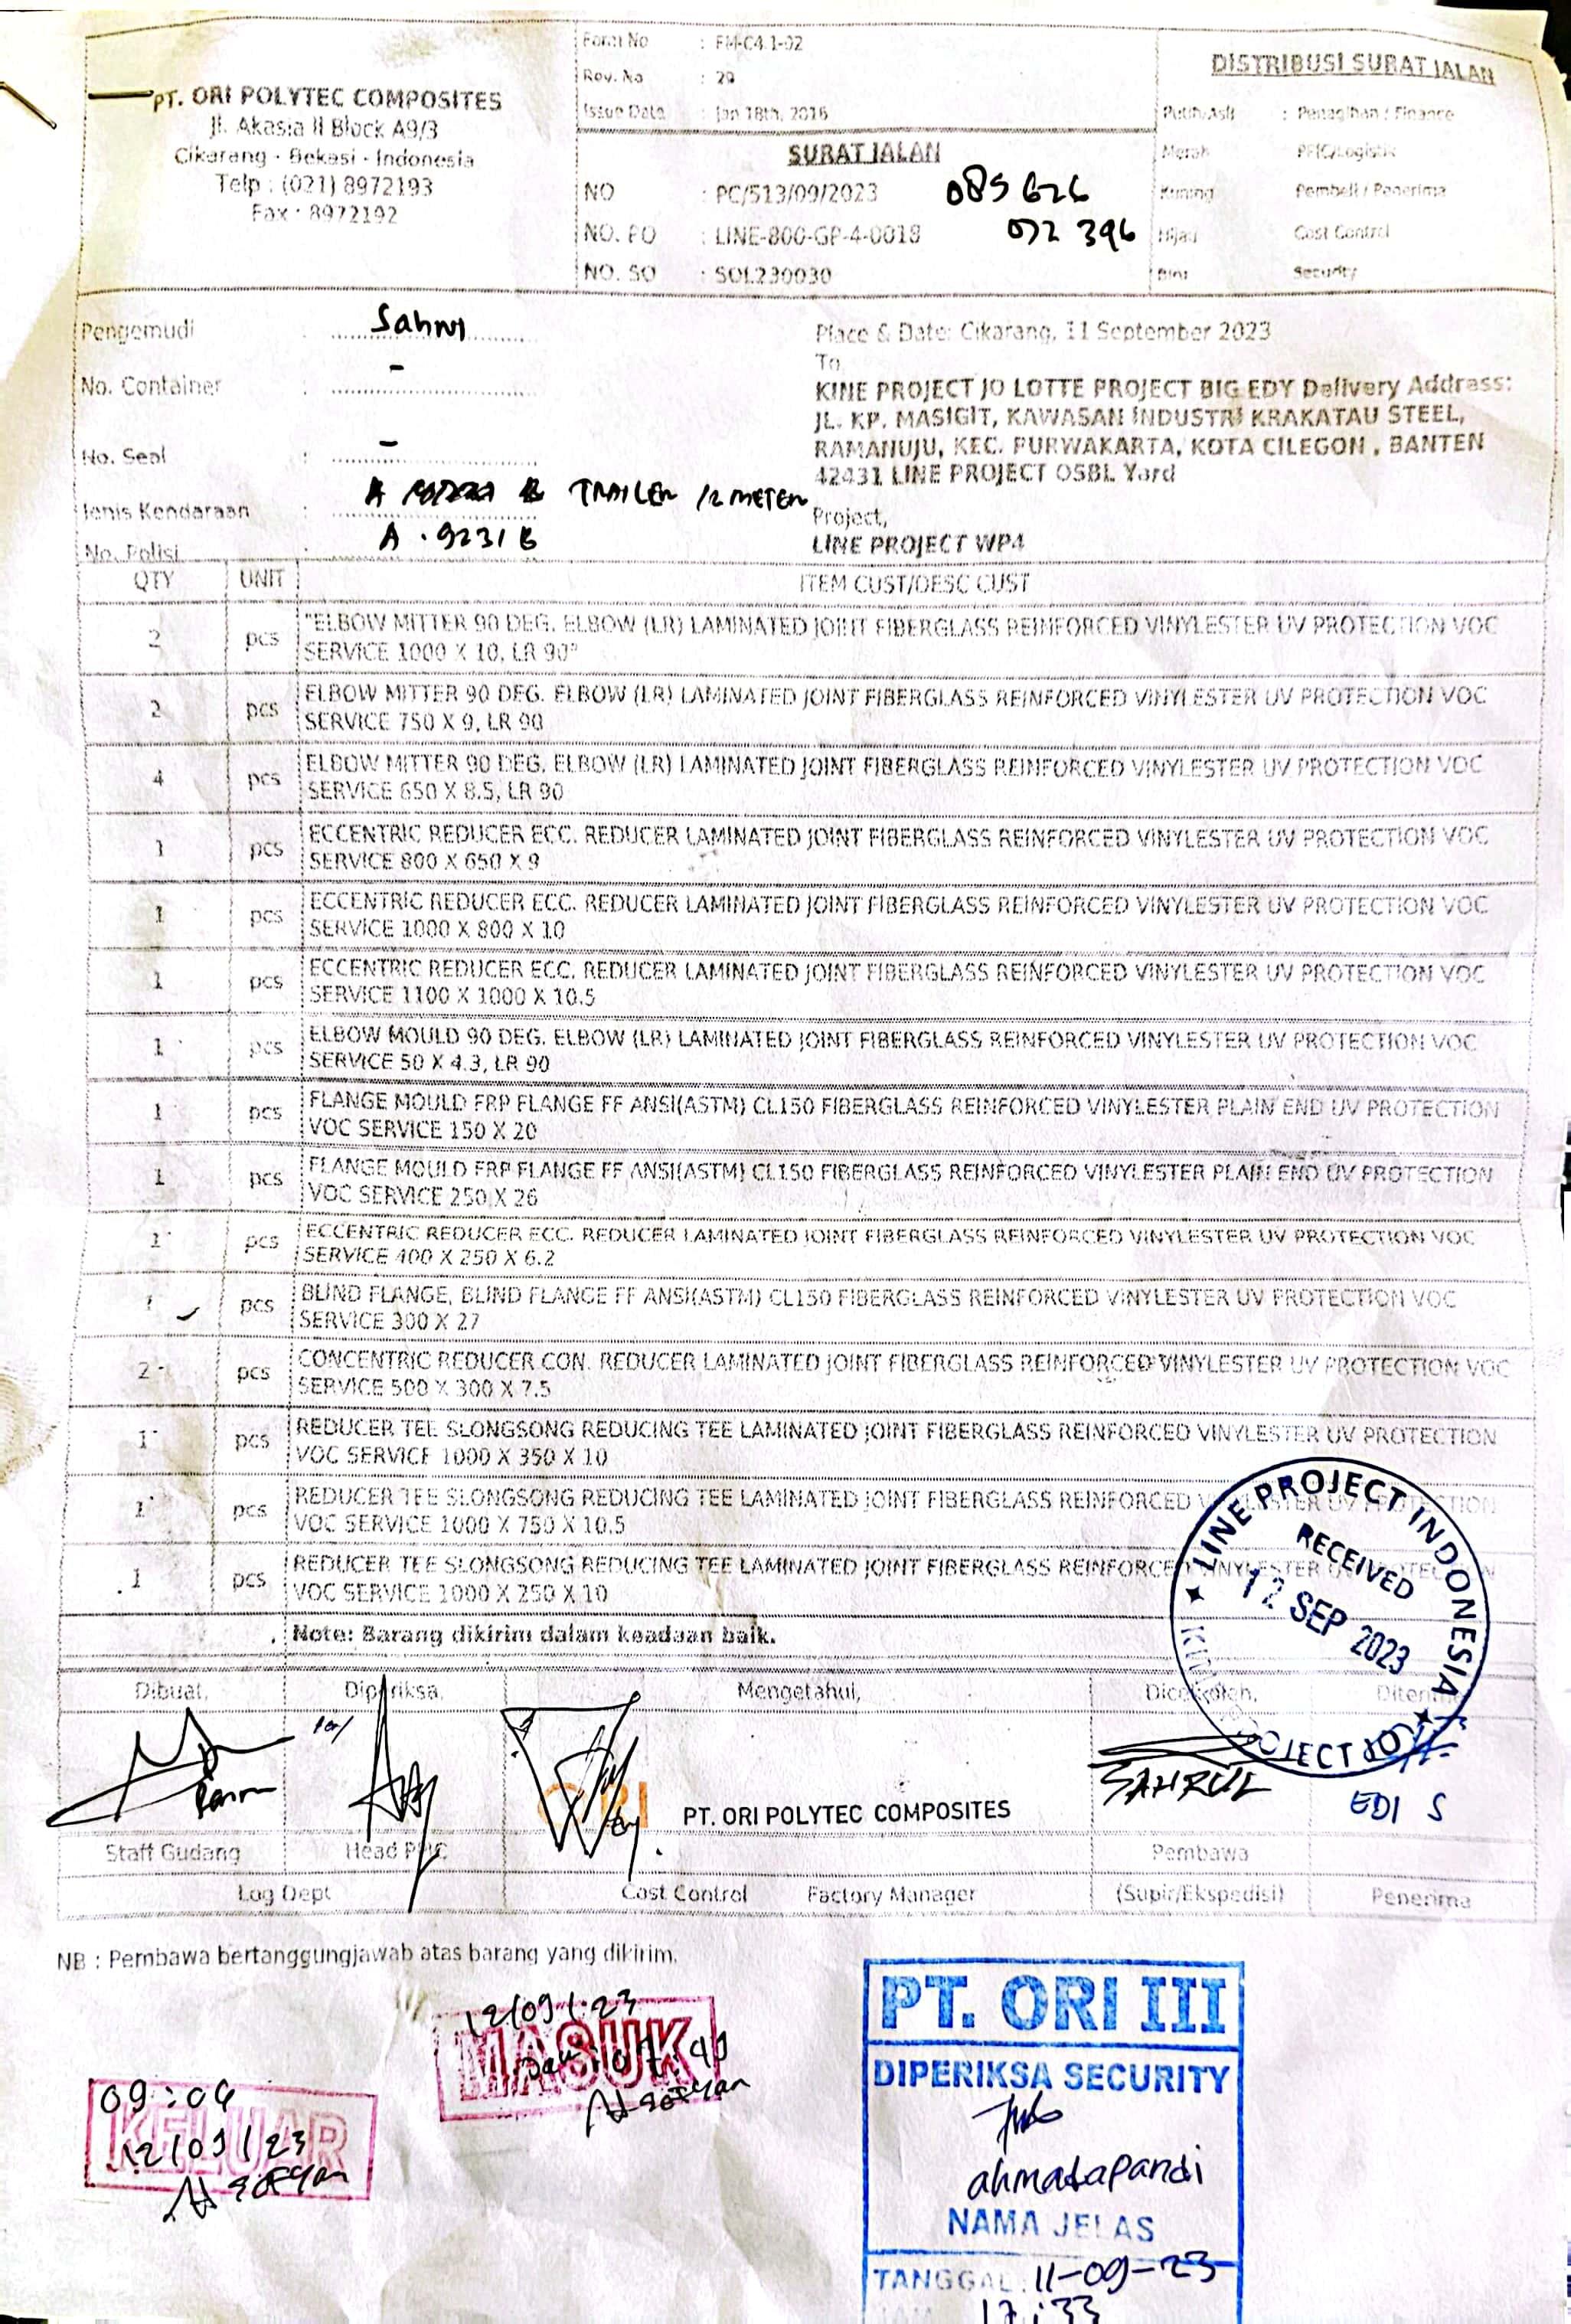 PT. ORI POLYTEC COMPOSITES
Jl. Akasia II Block A9/3
Cikarang - Bekasi - Indonesia
Telp : (021) 8972193
Fax : 8972192
Form No : FM-C4.1-02
Rev. No : 29
Issue Date : Jan 18th, 2016
SURAT JALAN
NO : PC/513/09/2023
NO. PO : LINE-800-GP-4-0018
NO. SO : SOL230030
085 626
072 396
DISTRIBUSI SURAT JALAN
Putih/Asli : Penagihan / Finance
Merah PPIC/Logistic
Kuning Pembeli / Penerima
Hijau Cost Control
Biru Security
Pengemudi : Sahrul
No. Container : -
No. Seal : -
Jenis Kendaraan : TRAILER 12 METER
No. Polisi : A . 9231 B
Place & Date: Cikarang, 11 September 2023
To
KINE PROJECT JO LOTTE PROJECT BIG EDY Delivery Address:
JL. KP. MASIGIT, KAWASAN INDUSTRI KRAKATAU STEEL,
RAMANUJU, KEC. PURWAKARTA, KOTA CILEGON , BANTEN
42431 LINE PROJECT OSBL Yard
Project,
LINE PROJECT WP4
QTY UNIT ITEM CUST/DESC CUST
2 pcs "ELBOW MITTER 90 DEG. ELBOW (LR) LAMINATED JOINT FIBERGLASS REINFORCED VINYLESTER UV PROTECTION VOC
SERVICE 1000 X 10, LR 90"
2 pcs ELBOW MITTER 90 DEG. ELBOW (LR) LAMINATED JOINT FIBERGLASS REINFORCED VINYLESTER UV PROTECTION VOC
SERVICE 750 X 9, LR 90
4 pcs ELBOW MITTER 90 DEG. ELBOW (LR) LAMINATED JOINT FIBERGLASS REINFORCED VINYLESTER UV PROTECTION VOC
SERVICE 650 X 8.5, LR 90
1 pcs ECCENTRIC REDUCER ECC. REDUCER LAMINATED JOINT FIBERGLASS REINFORCED VINYLESTER UV PROTECTION VOC
SERVICE 800 X 650 X 9
1 pcs ECCENTRIC REDUCER ECC. REDUCER LAMINATED JOINT FIBERGLASS REINFORCED VINYLESTER UV PROTECTION VOC
SERVICE 1000 X 800 X 10
1 pcs ECCENTRIC REDUCER ECC. REDUCER LAMINATED JOINT FIBERGLASS REINFORCED VINYLESTER UV PROTECTION VOC
SERVICE 1100 X 1000 X 10.5
1 pcs ELBOW MOULD 90 DEG. ELBOW (LR) LAMINATED JOINT FIBERGLASS REINFORCED VINYLESTER UV PROTECTION VOC
SERVICE 50 X 4.3, LR 90
1 pcs FLANGE MOULD FRP FLANGE FF ANSI(ASTM) CL150 FIBERGLASS REINFORCED VINYLESTER PLAIN END UV PROTECTION
VOC SERVICE 150 X 20
1 pcs FLANGE MOULD FRP FLANGE FF ANSI(ASTM) CL150 FIBERGLASS REINFORCED VINYLESTER PLAIN END UV PROTECTION
VOC SERVICE 250 X 26
1 pcs ECCENTRIC REDUCER ECC. REDUCER LAMINATED JOINT FIBERGLASS REINFORCED VINYLESTER UV PROTECTION VOC
SERVICE 400 X 250 X 6.2
1 pcs BLIND FLANGE, BLIND FLANGE FF ANSI(ASTM) CL150 FIBERGLASS REINFORCED VINYLESTER UV PROTECTION VOC
SERVICE 300 X 27
2 pcs CONCENTRIC REDUCER CON. REDUCER LAMINATED JOINT FIBERGLASS REINFORCED VINYLESTER UV PROTECTION VOC
SERVICE 500 X 300 X 7.5
1 pcs REDUCER TEE SLONGSONG REDUCING TEE LAMINATED JOINT FIBERGLASS REINFORCED VINYLESTER UV PROTECTION
VOC SERVICE 1000 X 350 X 10
1 pcs REDUCER TEE SLONGSONG REDUCING TEE LAMINATED JOINT FIBERGLASS REINFORCED VINYLESTER UV PROTECTION
VOC SERVICE 1000 X 750 X 10.5
1 pcs REDUCER TEE SLONGSONG REDUCING TEE LAMINATED JOINT FIBERGLASS REINFORCED VINYLESTER UV PROTECTION
VOC SERVICE 1000 X 250 X 10
Note: Barang dikirim dalam keadaan baik.
LINE PROJECT INDONESIA
RECEIVED
12 SEP 2023
PROJECT JO
Dibuat, Diperiksa, Mengetahui, Dicek oleh, Diterima
ORI PT. ORI POLYTEC COMPOSITES
SAHRUL
EDI S
Staff Gudang Head PPIC Pembawa
Log Dept Cost Control Factory Manager (Supir/Ekspedisi) Penerima
NB : Pembawa bertanggungjawab atas barang yang dikirim.
12/09/23
MASUK
09:04
KELUAR
12/09/23
PT. ORI III
DIPERIKSA SECURITY
ahmadapandi
NAMA JELAS
TANGGAL : 11-09-23
JAM 17:33